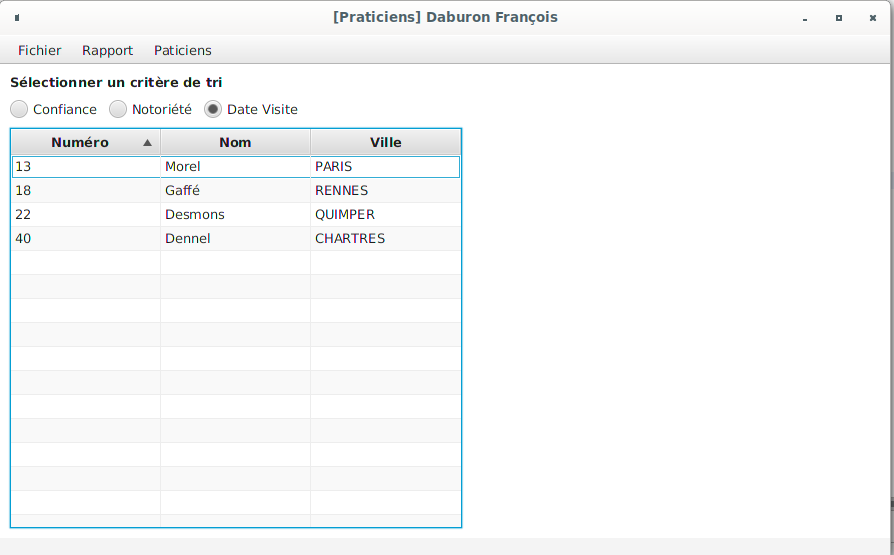 [Praticiens] Daburon François
Fichier Rapport Paticiens
Sélectionner un critère de tri
Confiance Notoriété Date Visite
Numéro Nom Ville
13 Morel PARIS
18 Gaffé RENNES
22 Desmons QUIMPER
40 Dennel CHARTRES